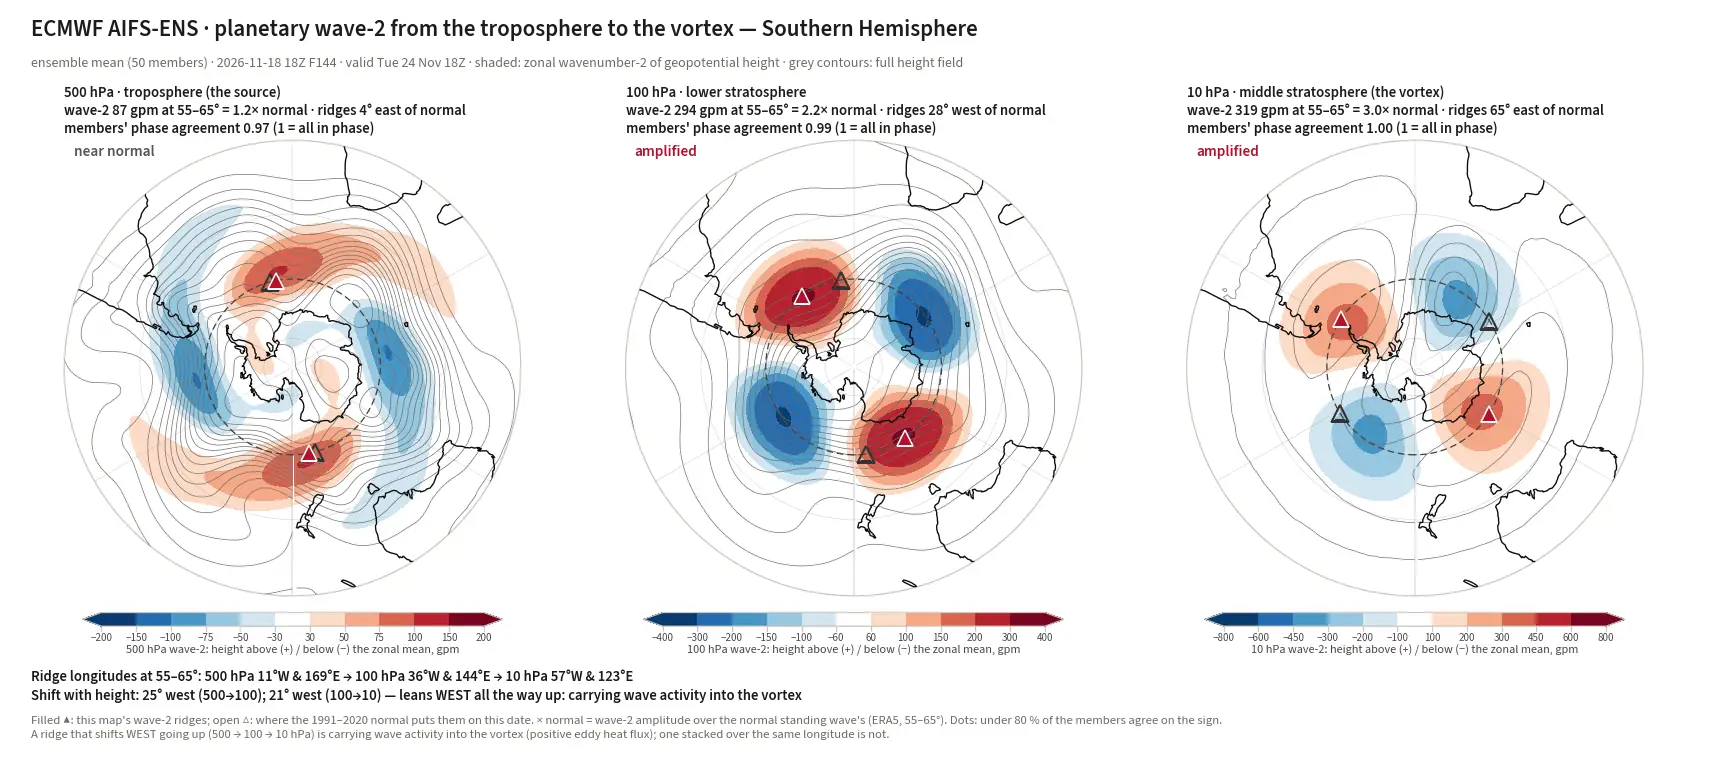 ECMWF AIFS-ENS · planetary wave-2 from the troposphere to the vortex — Southern Hemisphere
ensemble mean (50 members) · 2026-11-18 18Z F144 · valid Tue 24 Nov 18Z · shaded: zonal wavenumber-2 of geopotential height · grey contours: full height field
500 hPa · troposphere (the source)
wave-2 87 gpm at 55–65° = 1.2× normal · ridges 4° east of normal
members' phase agreement 0.97 (1 = all in phase)
near normal
100 hPa · lower stratosphere
wave-2 294 gpm at 55–65° = 2.2× normal · ridges 28° west of normal
members' phase agreement 0.99 (1 = all in phase)
amplified
10 hPa · middle stratosphere (the vortex)
wave-2 319 gpm at 55–65° = 3.0× normal · ridges 65° east of normal
members' phase agreement 1.00 (1 = all in phase)
amplified
−200 −150 −100 −75 −50 −30 30 50 75 100 150 200
500 hPa wave-2: height above (+) / below (−) the zonal mean, gpm
−400 −300 −200 −150 −100 −60 60 100 150 200 300 400
100 hPa wave-2: height above (+) / below (−) the zonal mean, gpm
−800 −600 −450 −300 −200 −100 100 200 300 450 600 800
10 hPa wave-2: height above (+) / below (−) the zonal mean, gpm
Ridge longitudes at 55–65°: 500 hPa 11°W & 169°E → 100 hPa 36°W & 144°E → 10 hPa 57°W & 123°E
Shift with height: 25° west (500→100); 21° west (100→10) — leans WEST all the way up: carrying wave activity into the vortex
Filled ▲: this map's wave-2 ridges; open △: where the 1991–2020 normal puts them on this date. × normal = wave-2 amplitude over the normal standing wave's (ERA5, 55–65°). Dots: under 80 % of the members agree on the sign.
A ridge that shifts WEST going up (500 → 100 → 10 hPa) is carrying wave activity into the vortex (positive eddy heat flux); one stacked over the same longitude is not.